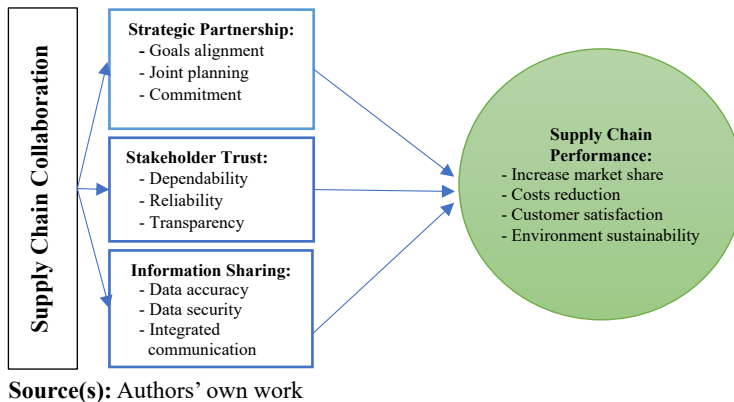 Supply Chain Collaboration
Strategic Partnership:
- Goals alignment
- Joint planning
- Commitment
Stakeholder Trust:
- Dependability
- Reliability
- Transparency
Information Sharing:
- Data accuracy
- Data security
- Integrated
communication
Supply Chain
Performance:
- Increase market share
- Costs reduction
- Customer satisfaction
- Environment sustainability
Source(s): Authors’ own work